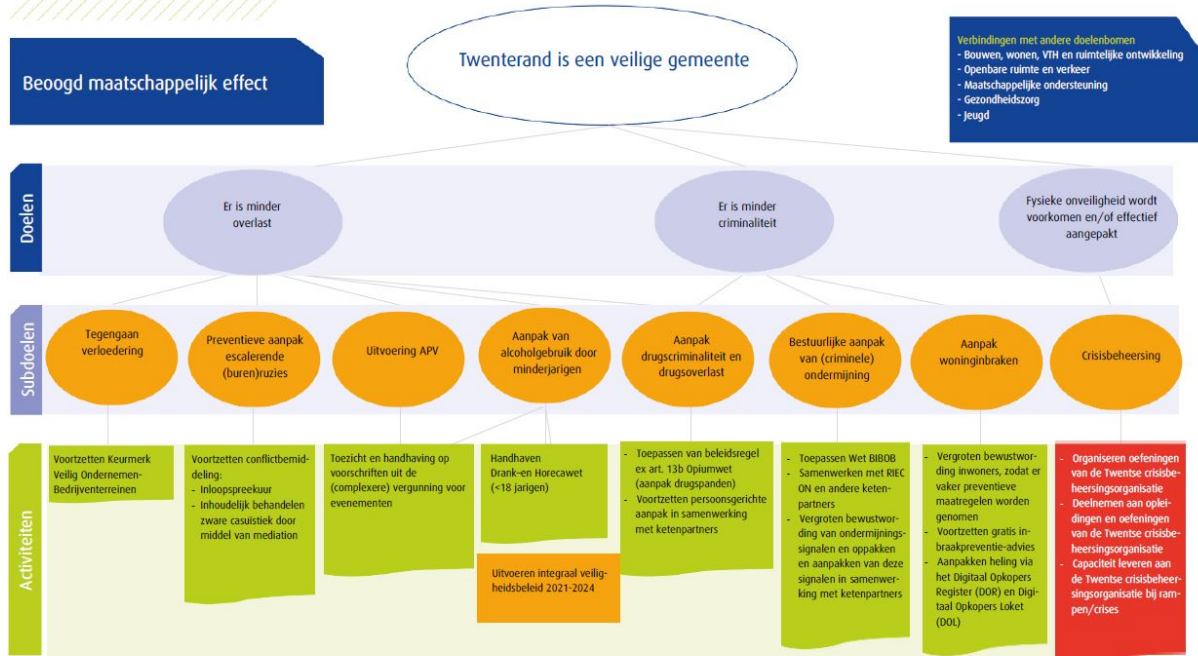 Beoogd maatschappelijk effect
Twenterand is een veilige gemeente
Verbindingen met andere doelenbomen
- Bouwen, wonen, VTH en ruimtelijke ontwikkeling
- Openbare ruimte en verkeer
- Maatschappelijke ondersteuning
- Gezondheidszorg
- Jeugd
Doelen
Er is minder
overlast
Er is minder
criminaliteit
Fysieke onveiligheid wordt
voorkomen en/of effectief
aangepakt
Subdoelen
Tegengaan
verloedering
Preventieve aanpak
escalerende
(buren)ruzies
Uitvoering APV
Aanpak van
alcoholgebruik door
minderjarigen
Aanpak
drugscriminaliteit en
drugsoverlast
Bestuurlijke aanpak
van (criminele)
ondermijning
Aanpak
woninginbraken
Crisisbeheersing
Activiteiten
Voortzetten Keurmerk
Veilig Ondernemen-
Bedrijventerreinen
Voortzetten conflictbemid-
deling:
- Inloopspreekuur
- Inhoudelijk behandelen
zware casuïstiek door
middel van mediation
Toezicht en handhaving op
voorschriften uit de
(complexere) vergunning voor
evenementen
Handhaven
Drank-en Horecawet
(<18 jarigen)
Uitvoeren integraal veilig-
heidsbeleid 2021-2024
- Toepassen van beleidsregel
ex art. 13b Opiumwet
(aanpak drugspanden)
- Voortzetten persoonsgerichte
aanpak in samenwerking
met ketenpartners
- Toepassen Wet BIBOB
- Samenwerken met RIEC
ON en andere keten-
partners
- Vergroten bewustwor-
ding van ondermijnings-
signalen en oppakken
en aanpakken van deze
signalen in samenwer-
king met ketenpartners
- Vergroten bewustwor-
ding inwoners, zodat er
vaker preventieve
maatregelen worden
genomen
- Voortzetten gratis in-
braakpreventie-advies
- Aanpakken heling via
het Digitaal Opkopers
Register (DOR) en Digi-
taal Opkopers Loket
(DOL)
- Organiseren oefeningen
van de Twentse crisisbe-
heersingsorganisatie
- Deelnemen aan oplei-
dingen en oefeningen
van de Twentse crisisbe-
heersingsorganisatie
- Capaciteit leveren aan
de Twentse crisisbeheer-
singsorganisatie bij ram-
pen/crises